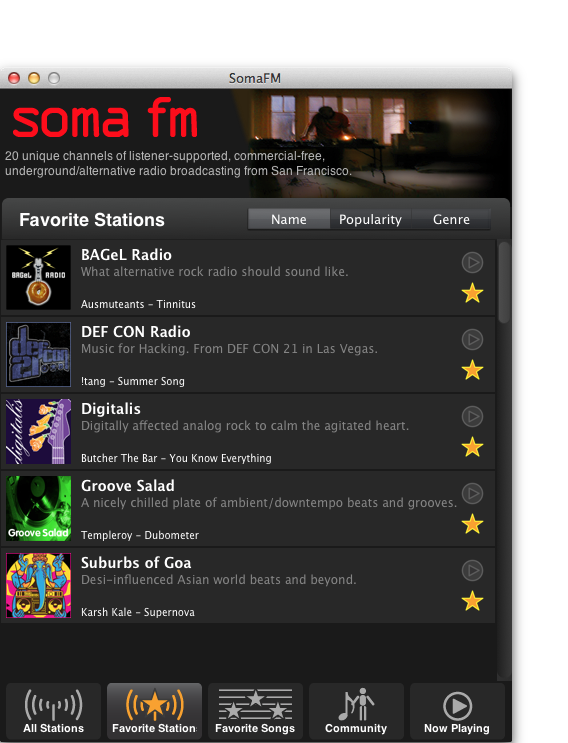 SomaFM
soma fm
20 unique channels of listener-supported, commercial-free,
underground/alternative radio broadcasting from San Francisco.
Favorite Stations Name Popularity Genre
BAGeL RADIO
BAGeL Radio
What alternative rock radio should sound like.
Ausmuteants – Tinnitus
def con 21
DEF CON Radio
Music for Hacking. From DEF CON 21 in Las Vegas.
!tang – Summer Song
digitalis
Digitalis
Digitally affected analog rock to calm the agitated heart.
Butcher The Bar – You Know Everything
Groove Salad
Groove Salad
A nicely chilled plate of ambient/downtempo beats and grooves.
Templeroy – Dubometer
Suburbs of Goa
Desi-influenced Asian world beats and beyond.
Karsh Kale – Supernova
All Stations Favorite Station Favorite Songs Community Now Playing